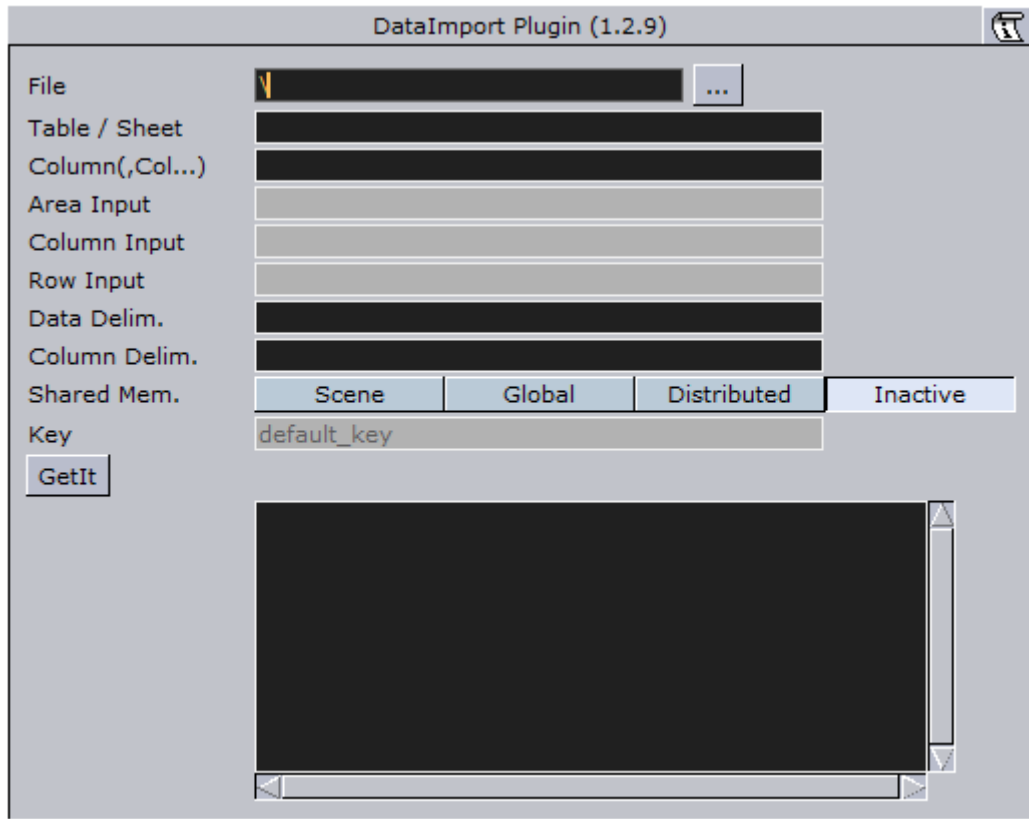 DataImport Plugin (1.2.9)
File \ ...
Table / Sheet
Column(,Col...)
Area Input
Column Input
Row Input
Data Delim.
Column Delim.
Shared Mem. Scene Global Distributed Inactive
Key default_key
GetIt